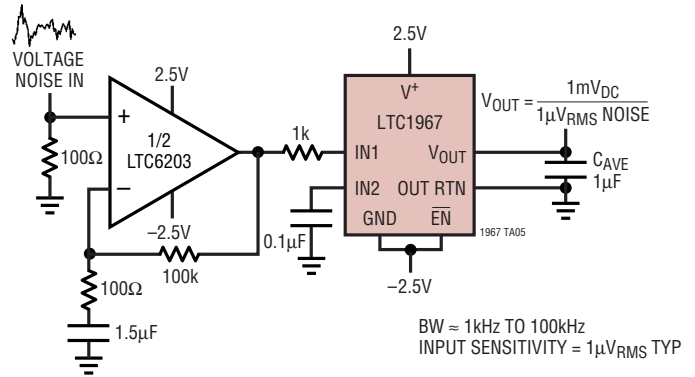 VOLTAGE
NOISE IN
2.5V
+
1/2
LTC6203
–
–2.5V
100Ω
100k
100Ω
1.5µF
1k
0.1µF
2.5V
V+
LTC1967
IN1
VOUT
IN2
OUT RTN
GND
EN
–2.5V
VOUT = 1mVDC
1µVRMS NOISE
CAVE
1µF
1967 TA05
BW ≈ 1kHz TO 100kHz
INPUT SENSITIVITY = 1µVRMS TYP